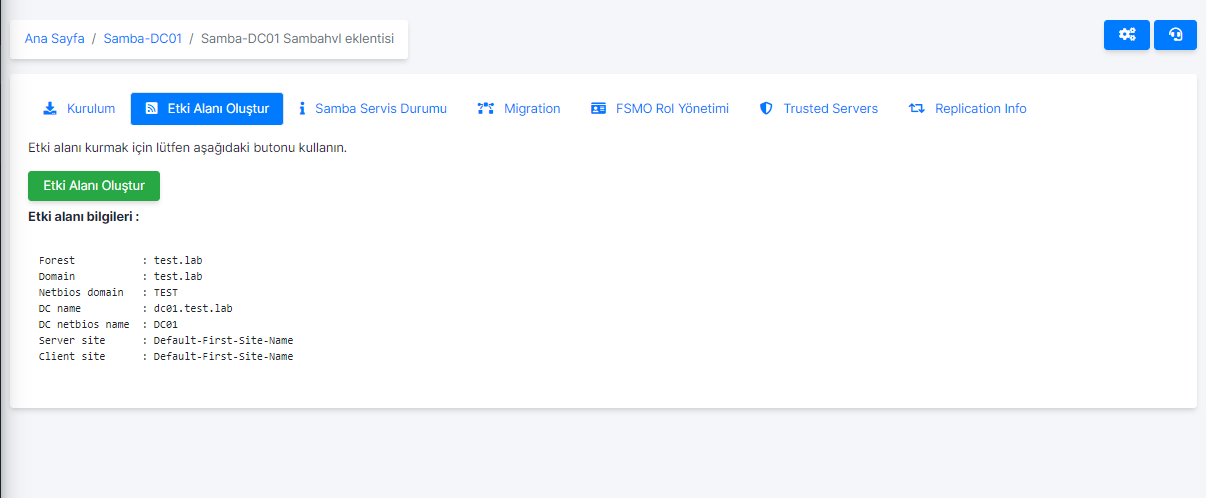 Ana Sayfa / Samba-DC01 / Samba-DC01 Sambahvl eklentisi
Kurulum Etki Alanı Oluştur Samba Servis Durumu Migration FSMO Rol Yönetimi Trusted Servers Replication Info
Etki alanı kurmak için lütfen aşağıdaki butonu kullanın.
Etki Alanı Oluştur
Etki alanı bilgileri :
Forest : test.lab
Domain : test.lab
Netbios domain : TEST
DC name : dc01.test.lab
DC netbios name : DC01
Server site : Default-First-Site-Name
Client site : Default-First-Site-Name